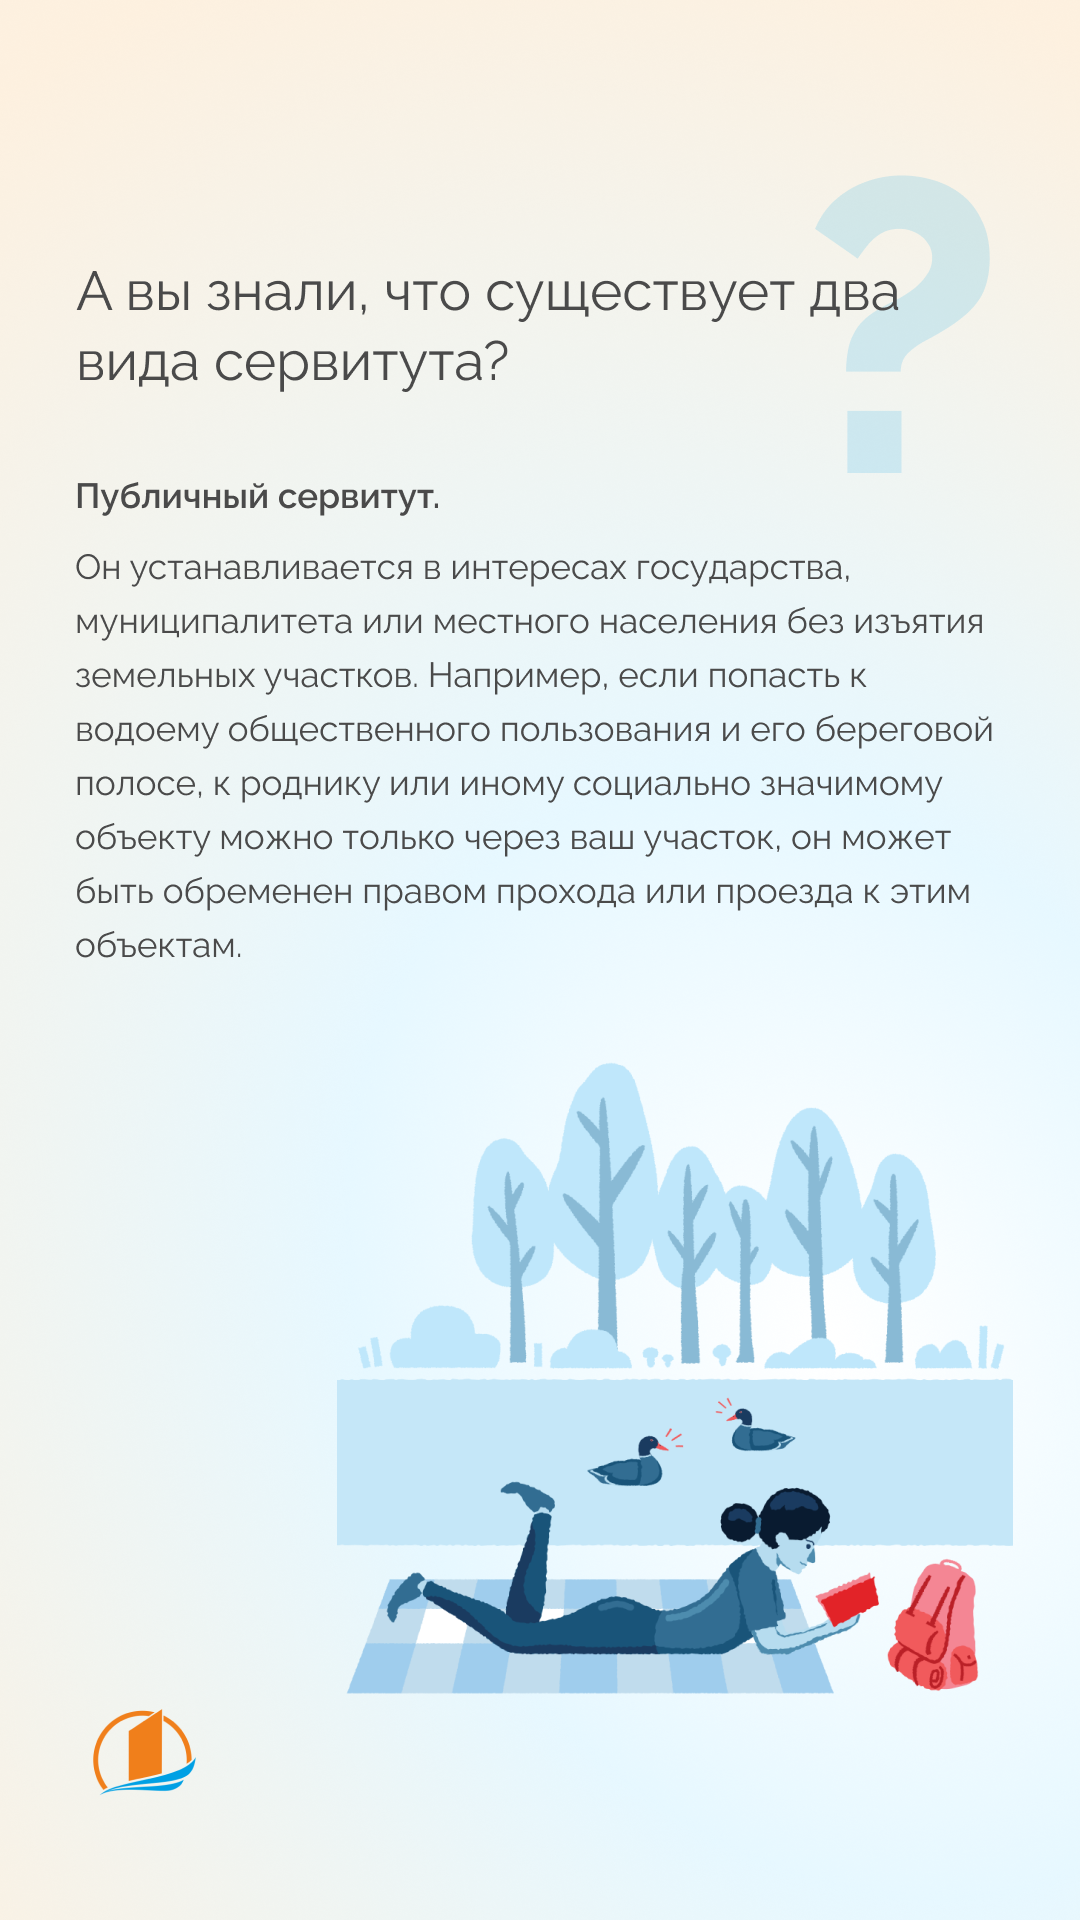 А вы знали, что существует два
вида сервитута?
Публичный сервитут.
Он устанавливается в интересах государства,
муниципалитета или местного населения без изъятия
земельных участков. Например, если попасть к
водоему общественного пользования и его береговой
полосе, к роднику или иному социально значимому
объекту можно только через ваш участок, он может
быть обременен правом прохода или проезда к этим
объектам.
?